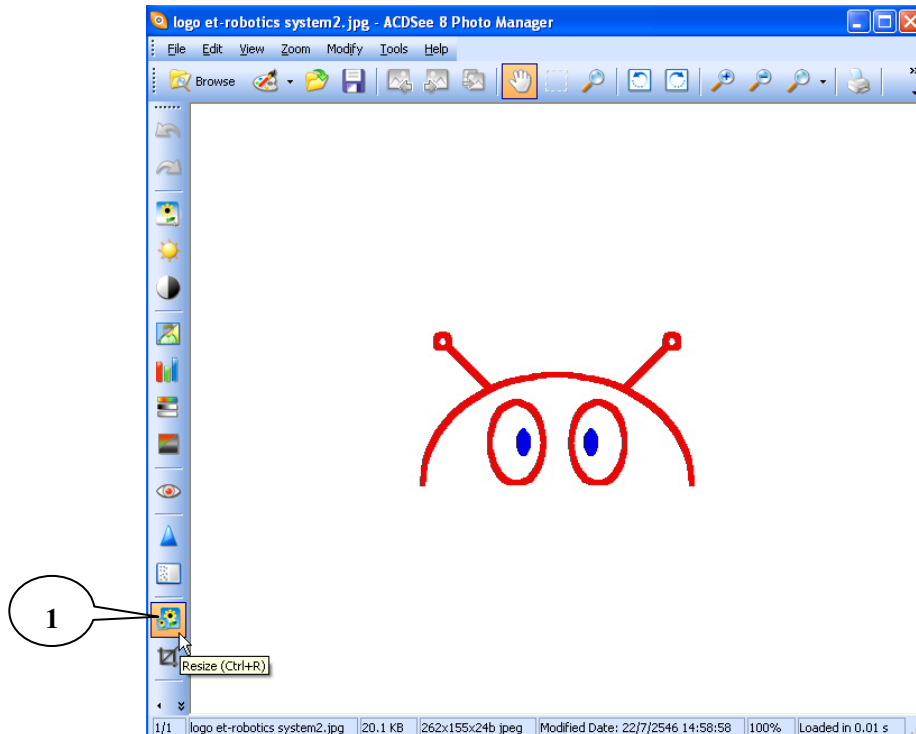 logo et-robotics system2.jpg - ACDSee 8 Photo Manager
File Edit View Zoom Modify Tools Help
Browse
1
Resize (Ctrl+R)
1/1 logo et-robotics system2.jpg 20.1 KB 262x155x24b jpeg Modified Date: 22/7/2546 14:58:58 100% Loaded in 0.01 s